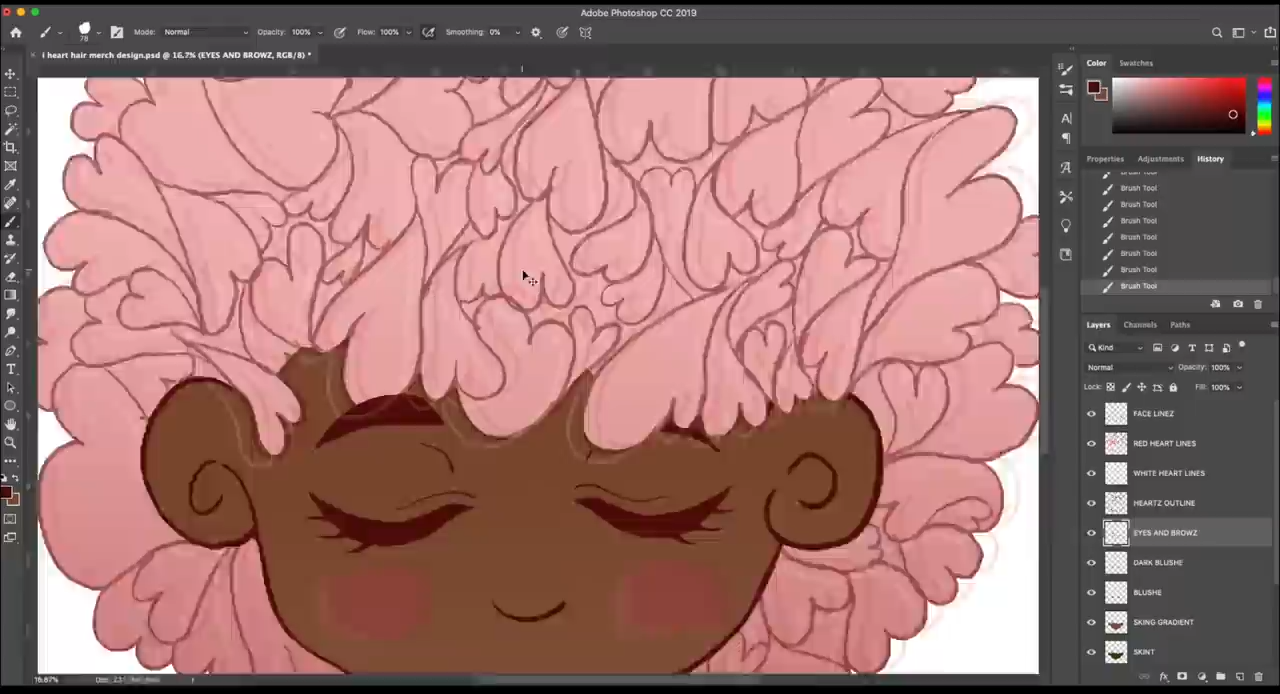 Adobe Photoshop CC 2019
78 Mode: Normal Opacity: 100% Flow: 100% Smoothing: 0%
× i heart hair merch design.psd @ 16.7% (EYES AND BROWZ, RGB/8) *
Color Swatches
Properties Adjustments History
Brush Tool
Brush Tool
Brush Tool
Brush Tool
Brush Tool
Brush Tool
Brush Tool
Brush Tool
Layers Channels Paths
Kind
Normal Opacity: 100%
Lock: Fill: 100%
FACE LINEZ
RED HEART LINES
WHITE HEART LINES
HEARTZ OUTLINE
EYES AND BROWZ
DARK BLUSHE
BLUSHE
SKING GRADIENT
SKINT
16.67%